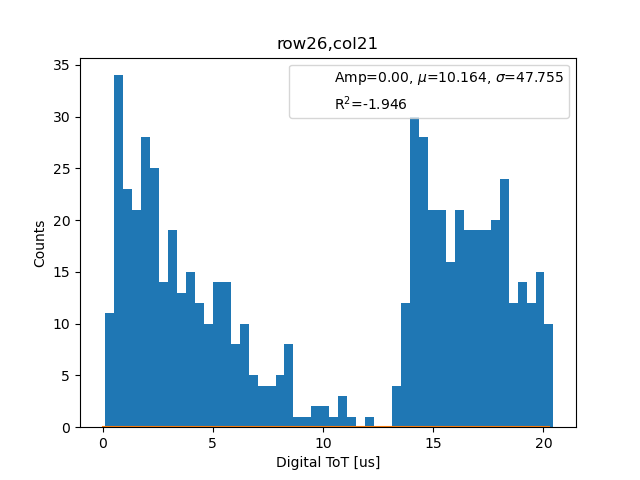 row26,col21
Amp=0.00, μ=10.164, σ=47.755
R²=-1.946
35
30
25
20
15
10
5
0
Counts
0 5 10 15 20
Digital ToT [us]